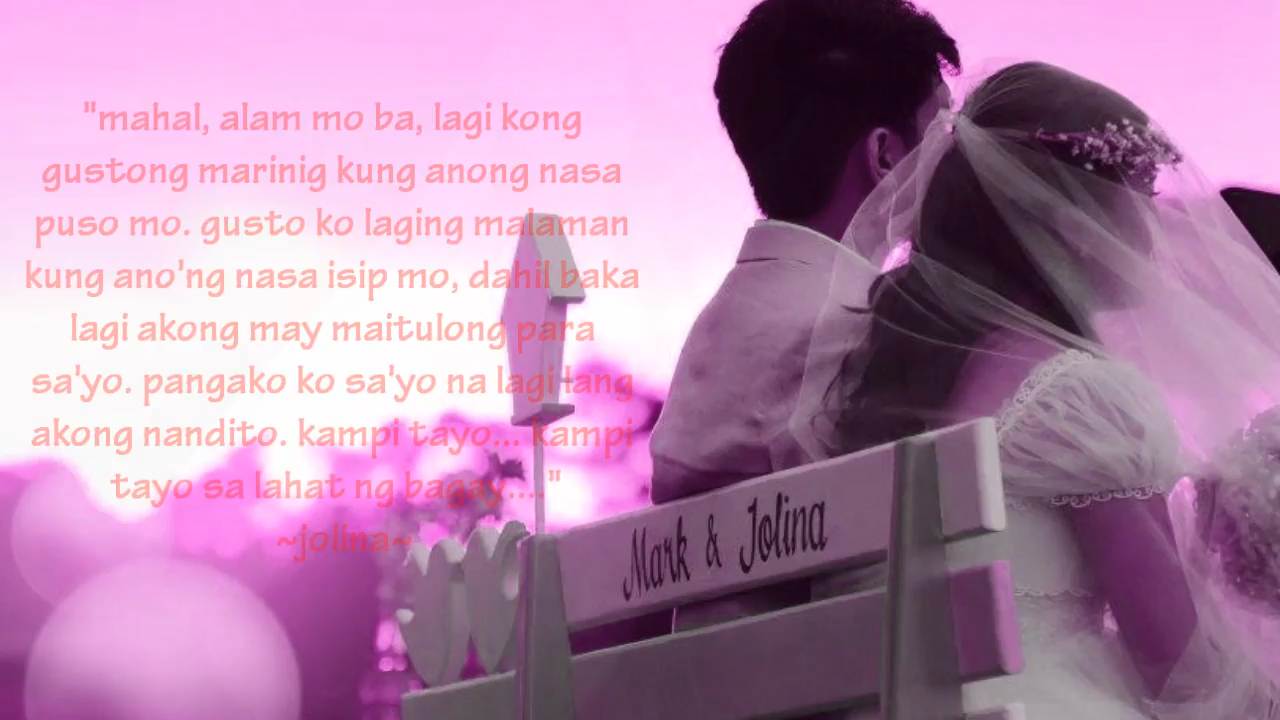 "mahal, alam mo ba, lagi kong
gustong marinig kung anong nasa
puso mo. gusto ko laging malaman
kung ano'ng nasa isip mo, dahil baka
lagi akong may maitulong para
sa'yo. pangako ko sa'yo na lagi lang
akong nandito. kampi tayo... kampi
tayo sa lahat ng bagay...."
~jolina~
Mark & Jolina